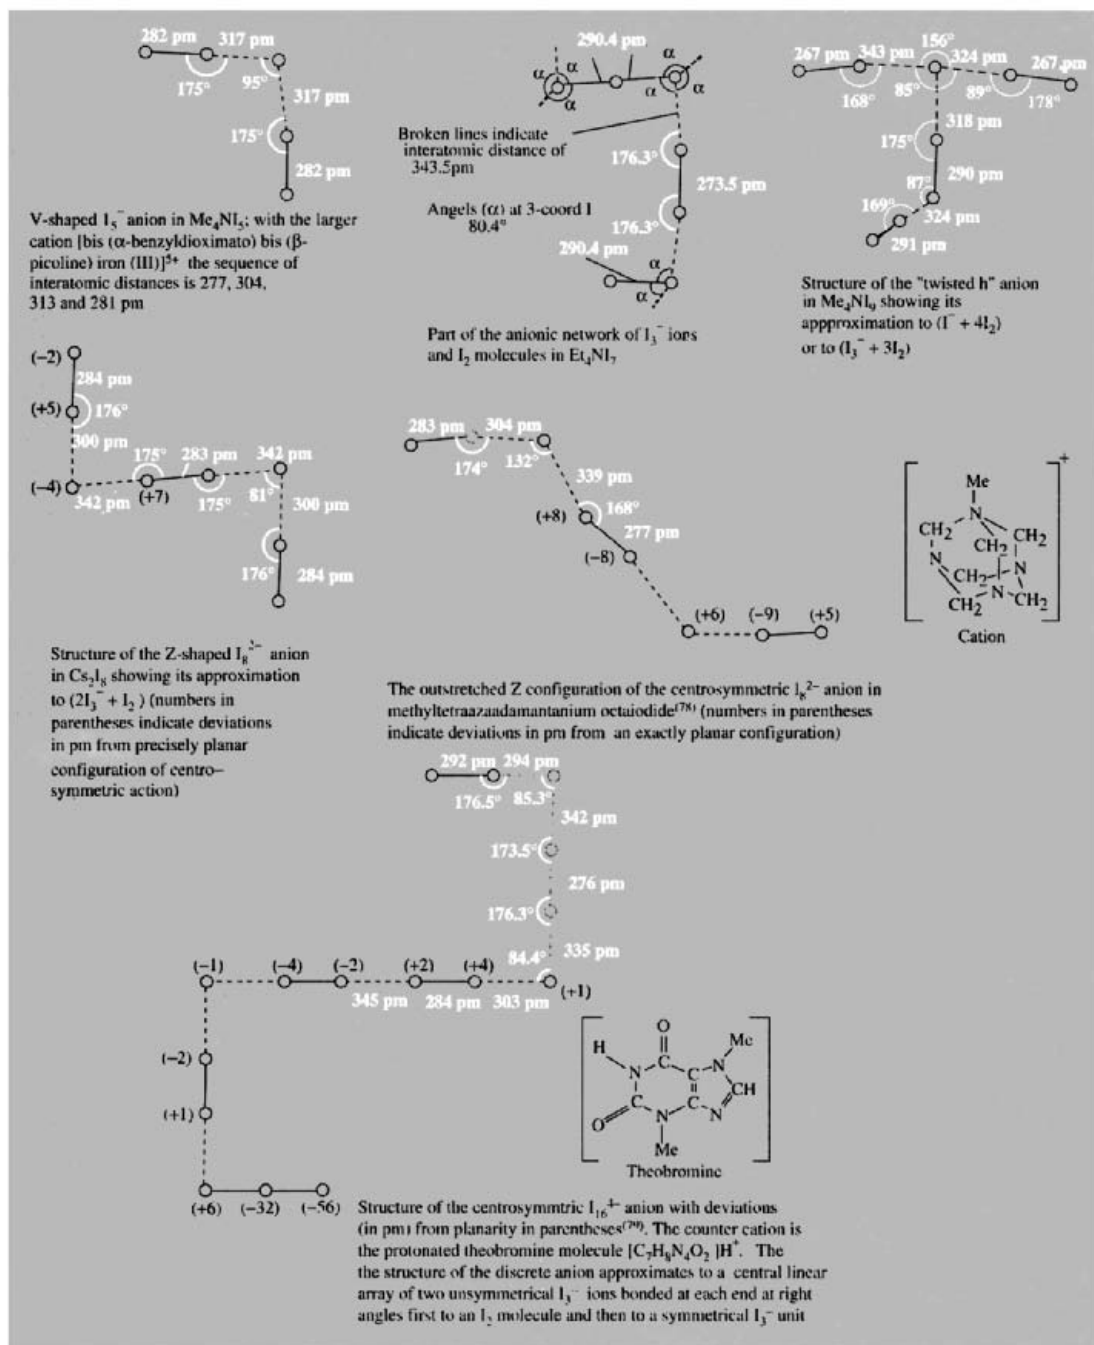 282 pm 317 pm
175° 95°
317 pm
175°
282 pm
V-shaped I₅⁻ anion in Me₄NI₅; with the larger
cation [bis (α-benzyldioximato) bis (β-
picoline) iron (III)]⁵⁺ the sequence of
interatomic distances is 277, 304,
313 and 281 pm
290.4 pm
α α α α α α
Broken lines indicate
interatomic distance of
343.5pm
176.3°
273.5 pm
Angels (α) at 3-coord I
80.4°
176.3°
290.4 pm
α α α
Part of the anionic network of I₃⁻ ions
and I₂ molecules in Et₄NI₇
267 pm 343 pm 156° 324 pm 267 pm
168° 85° 89° 178°
318 pm
175°
290 pm
87°
169° 324 pm
291 pm
Structure of the "twisted h" anion
in Me₄NI₉ showing its
appproximation to (I⁻ + 4I₂)
or to (I₃⁻ + 3I₂)
(−2)
284 pm
(+5) 176°
300 pm
175° 283 pm 342 pm
(−4) 342 pm (+7) 175° 81° 300 pm
176° 284 pm
Structure of the Z-shaped I₈²⁻ anion
in Cs₂I₈ showing its approximation
to (2I₃⁻ + I₂ ) (numbers in
parentheses indicate deviations
in pm from precisely planar
configuration of centro–
symmetric action)
283 pm 304 pm
174° 132°
339 pm
(+8) 168°
277 pm
(−8)
(+6) (−9) (+5)
The outstretched Z configuration of the centrosymmetric I₈²⁻ anion in
methyltetraazaadamantanium octaiodide⁽⁷⁸⁾ (numbers in parentheses
indicate deviations in pm from an exactly planar configuration)
+
Me
N
CH₂ CH₂ CH₂
N CH₂ N
N
CH₂ CH₂
Cation
292 pm 294 pm
176.5° 85.3°
342 pm
173.5°
276 pm
176.3°
84.4° 335 pm
(−1) (−4) (−2) (+2) (+4)
345 pm 284 pm 303 pm (+1)
(−2)
(+1)
(+6) (−32) (−56)
O
H C Me
N C N
CH
C C N
O N
Me
Theobromine
Structure of the centrosymmtric I₁₆⁴⁻ anion with deviations
(in pm) from planarity in parentheses⁽⁷⁹⁾. The counter cation is
the protonated theobromine molecule [C₇H₈N₄O₂ ]H⁺. The
the structure of the discrete anion approximates to a central linear
array of two unsymmetrical I₃⁻ ions bonded at each end at right
angles first to an I₂ molecule and then to a symmetrical I₃⁻ unit